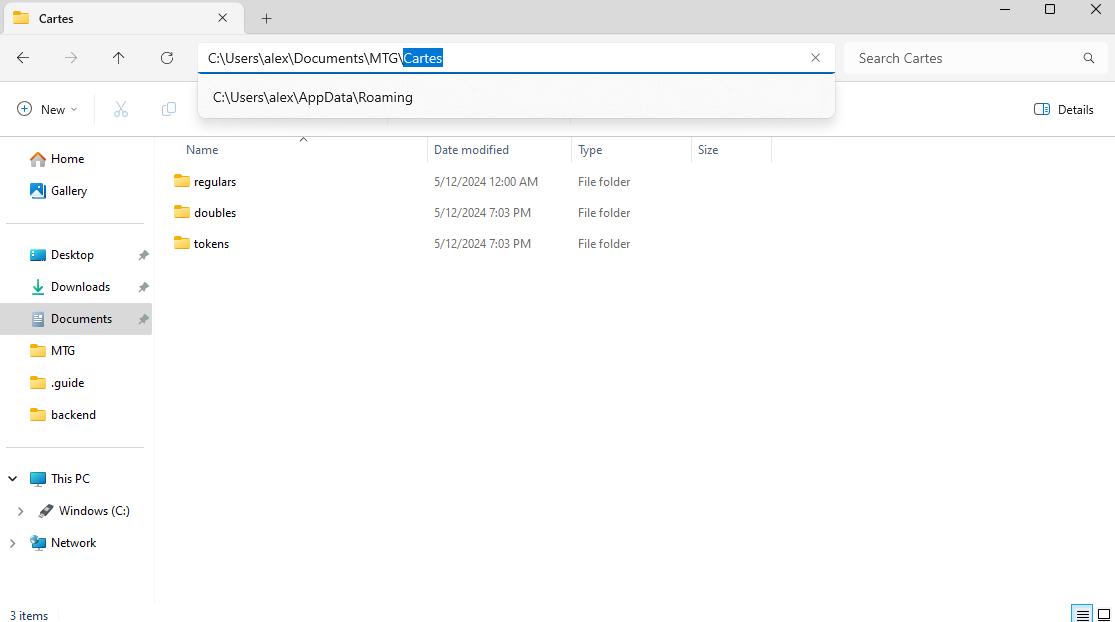 Cartes
C:\Users\alex\Documents\MTG\Cartes
Search Cartes
C:\Users\alex\AppData\Roaming
New
Details
Name
Date modified
Type
Size
Home
Gallery
Desktop
Downloads
Documents
MTG
.guide
backend
This PC
Windows (C:)
Network
regulars 5/12/2024 12:00 AM File folder
doubles 5/12/2024 7:03 PM File folder
tokens 5/12/2024 7:03 PM File folder
3 items